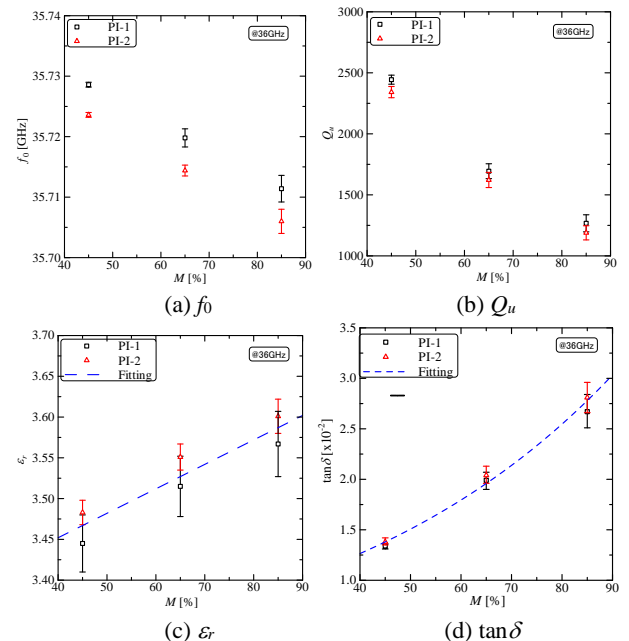 35.74
PI-1
PI-2
@36GHz
35.73
35.72
35.71
35.70
f₀ [GHz]
40 50 60 70 80 90
M [%]
(a) f₀
3000
PI-1
PI-2
@36GHz
2500
2000
1500
1000
Qᵤ
40 50 60 70 80 90
M [%]
(b) Qᵤ
3.70
PI-1
PI-2
Fitting
@36GHz
3.65
3.60
3.55
3.50
3.45
3.40
εᵣ
40 50 60 70 80 90
M [%]
(c) εᵣ
3.5
PI-1
PI-2
Fitting
@36GHz
3.0
2.5
2.0
1.5
1.0
tanδ [x10⁻²]
40 50 60 70 80 90
M [%]
(d) tanδ